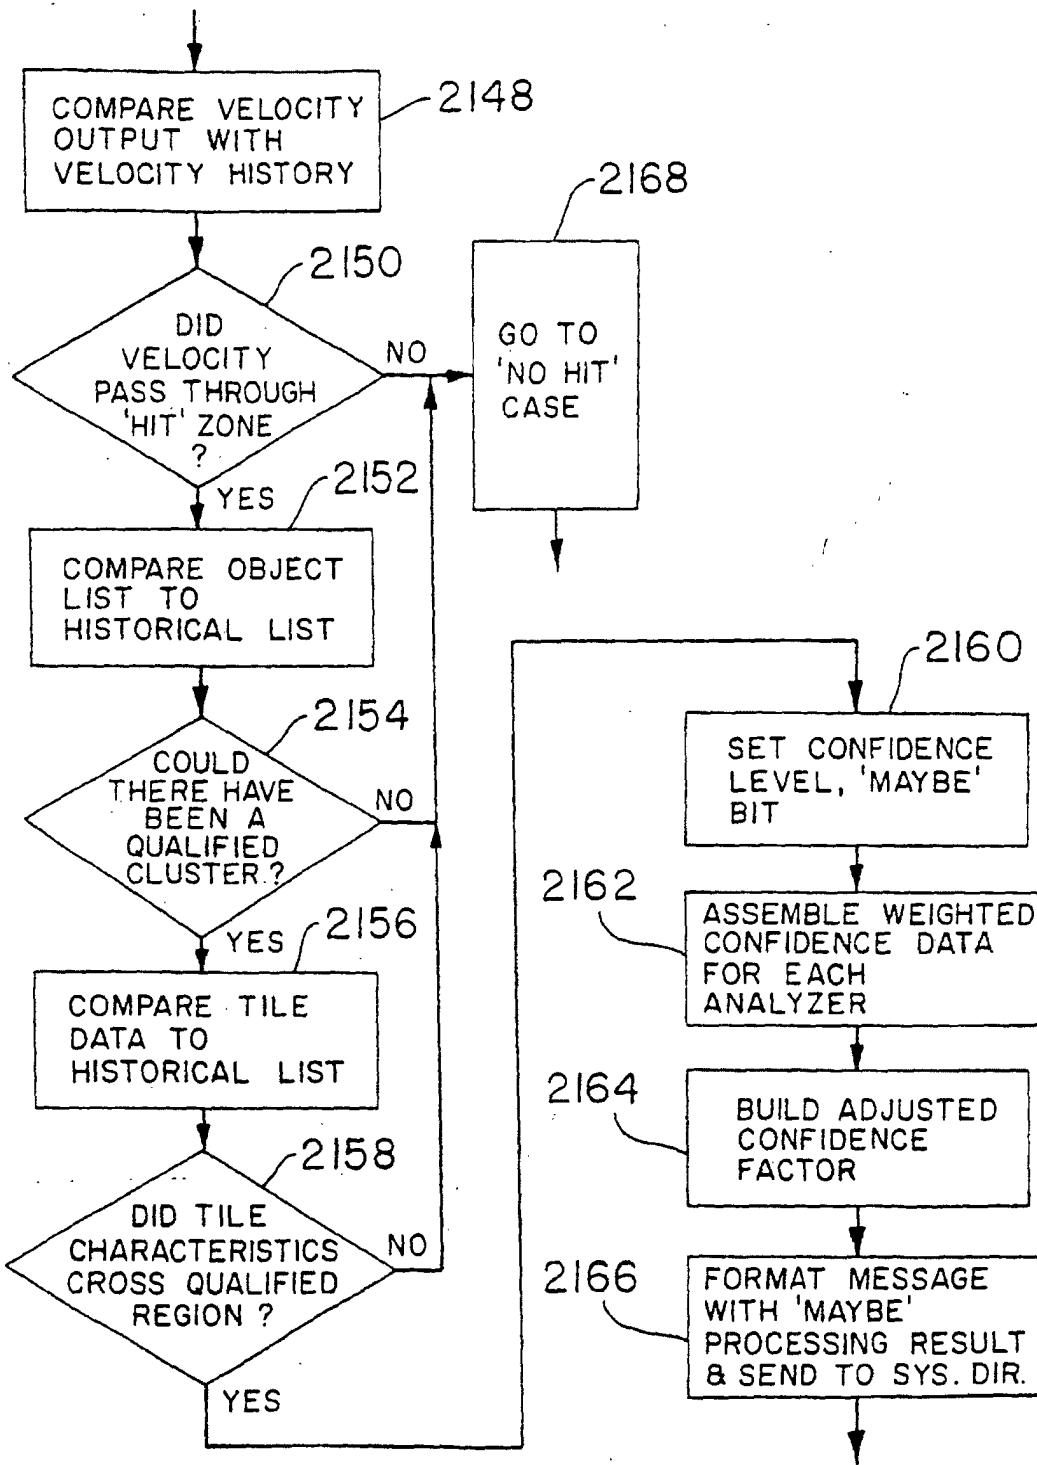 COMPARE VELOCITY
OUTPUT WITH
VELOCITY HISTORY
2148
DID
VELOCITY
PASS THROUGH
'HIT' ZONE
?
2150
NO
YES
GO TO
'NO HIT'
CASE
2168
COMPARE OBJECT
LIST TO
HISTORICAL LIST
2152
COULD
THERE HAVE
BEEN A
QUALIFIED
CLUSTER ?
2154
NO
YES
COMPARE TILE
DATA TO
HISTORICAL LIST
2156
DID TILE
CHARACTERISTICS
CROSS QUALIFIED
REGION ?
2158
NO
YES
SET CONFIDENCE
LEVEL, 'MAYBE'
BIT
2160
ASSEMBLE WEIGHTED
CONFIDENCE DATA
FOR EACH
ANALYZER
2162
BUILD ADJUSTED
CONFIDENCE
FACTOR
2164
FORMAT MESSAGE
WITH 'MAYBE'
PROCESSING RESULT
& SEND TO SYS. DIR.
2166